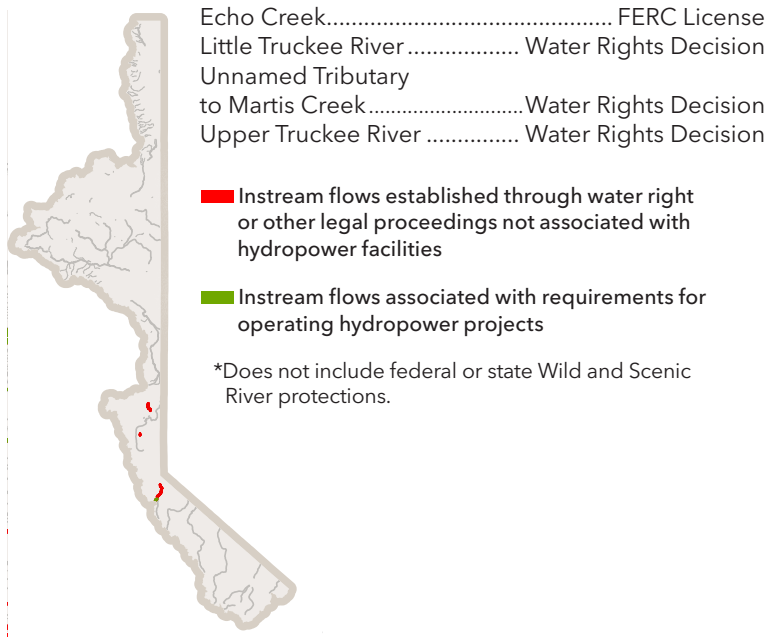 Echo Creek............................................ FERC License
Little Truckee River ................. Water Rights Decision
Unnamed Tributary
to Martis Creek ...........................Water Rights Decision
Upper Truckee River ............... Water Rights Decision
Instream flows established through water right
or other legal proceedings not associated with
hydropower facilities
Instream flows associated with requirements for
operating hydropower projects
*Does not include federal or state Wild and Scenic
River protections.